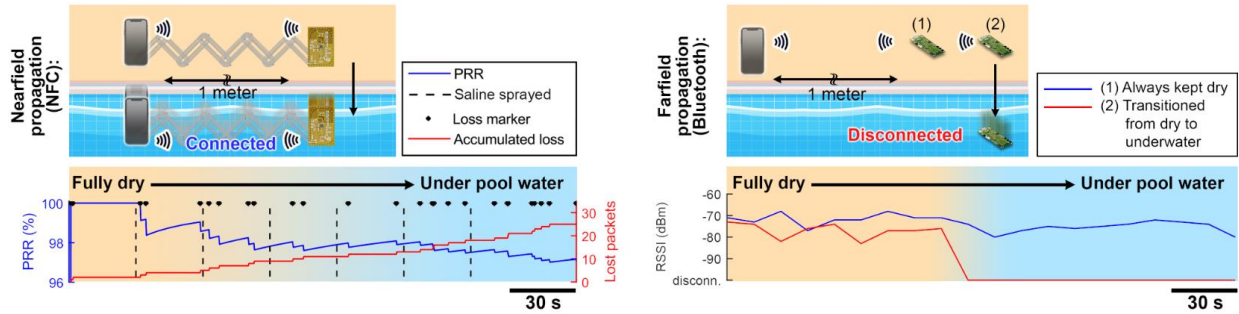 Nearfield
propagation
(NFC):
1 meter
Connected
PRR
Saline sprayed
Loss marker
Accumulated loss
Fully dry
Under pool water
PRR (%)
100
98
96
Lost packets
30
20
10
0
30 s
Farfield
propagation
(Bluetooth):
(1)
(2)
1 meter
Disconnected
(1) Always kept dry
(2) Transitioned
from dry to
underwater
Fully dry
Under pool water
RSSI (dBm)
-60
-70
-80
-90
disconn.
30 s